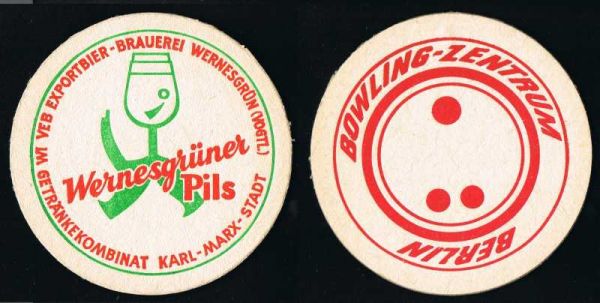 VEB EXPORTBIER-BRAUEREI WERNESGRÜN (VOGTL.)
IM GETRÄNKEKOMBINAT KARL-MARX-STADT
Wernesgrüner
Pils
BOWLING-ZENTRUM
BERLIN